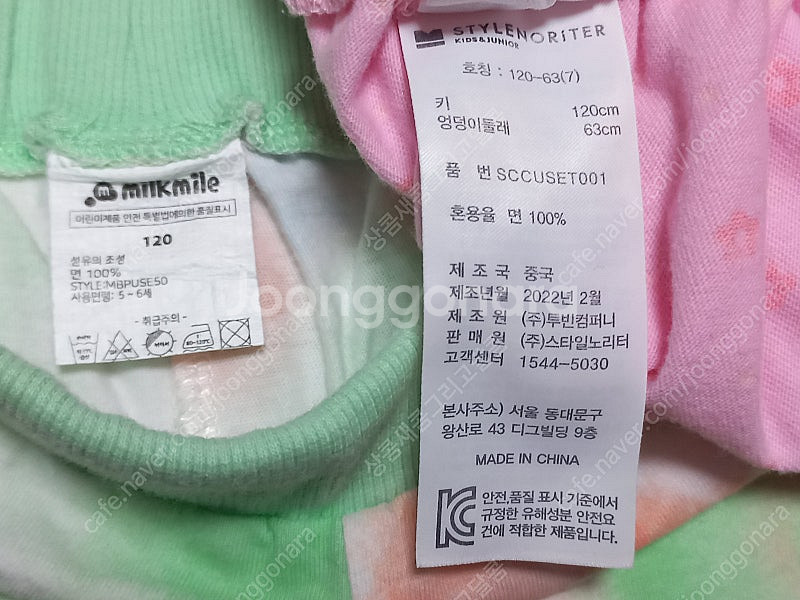 milkmile
어린이제품 안전 특별법에의한 품질표시
120
섬유의 조성
면 100%
STYLE:MBPUSE50
사용연령: 5~6세
- 취급주의 -
STYLENORITER
KIDS & JUNIOR
호칭 : 120-63(7)
키 120cm
엉덩이둘레 63cm
품 번 SCCUSET001
혼용율 면 100%
제 조 국 중국
제조년월 2022년 2월
제 조 원 (주)투빈컴퍼니
판 매 원 (주)스타일노리터
고객센터 1544-5030
본사주소) 서울 동대문구
왕산로 43 디그빌딩 9층
MADE IN CHINA
안전,품질 표시 기준에서
규정한 유해성분 안전요
건에 적합한 제품입니다.
Joonggonara
cafe.naver.com/joonggonara